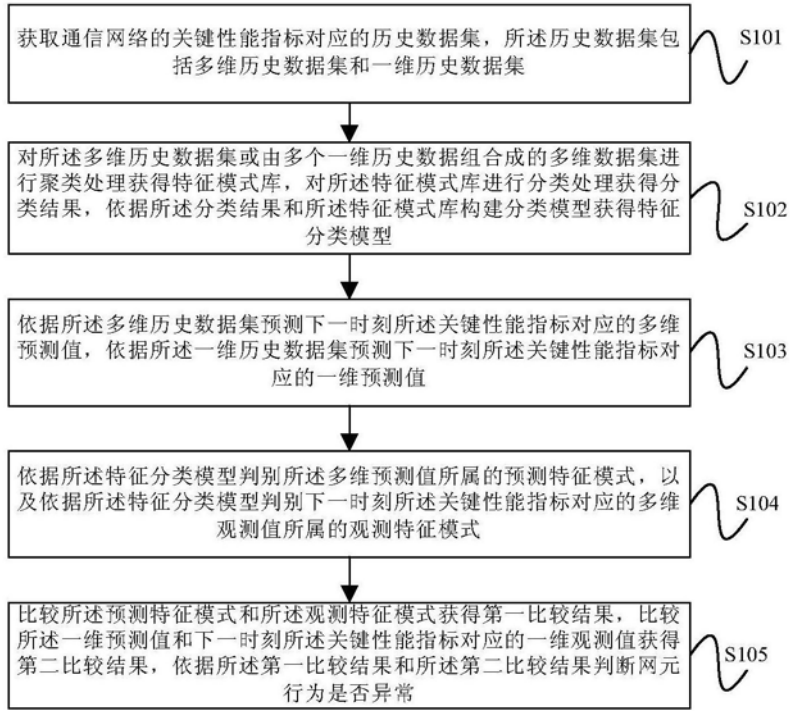 获取通信网络的关键性能指标对应的历史数据集，所述历史数据集包
括多维历史数据集和一维历史数据集
S101
对所述多维历史数据集或由多个一维历史数据组合成的多维数据集进
行聚类处理获得特征模式库，对所述特征模式库进行分类处理获得分
类结果，依据所述分类结果和所述特征模式库构建分类模型获得特征
分类模型
S102
依据所述多维历史数据集预测下一时刻所述关键性能指标对应的多维
预测值，依据所述一维历史数据集预测下一时刻所述关键性能指标对
应的一维预测值
S103
依据所述特征分类模型判别所述多维预测值所属的预测特征模式，以
及依据所述特征分类模型判别下一时刻所述关键性能指标对应的多维
观测值所属的观测特征模式
S104
比较所述预测特征模式和所述观测特征模式获得第一比较结果，比较
所述一维预测值和下一时刻所述关键性能指标对应的一维观测值获得
第二比较结果，依据所述第一比较结果和所述第二比较结果判断网元
行为是否异常
S105